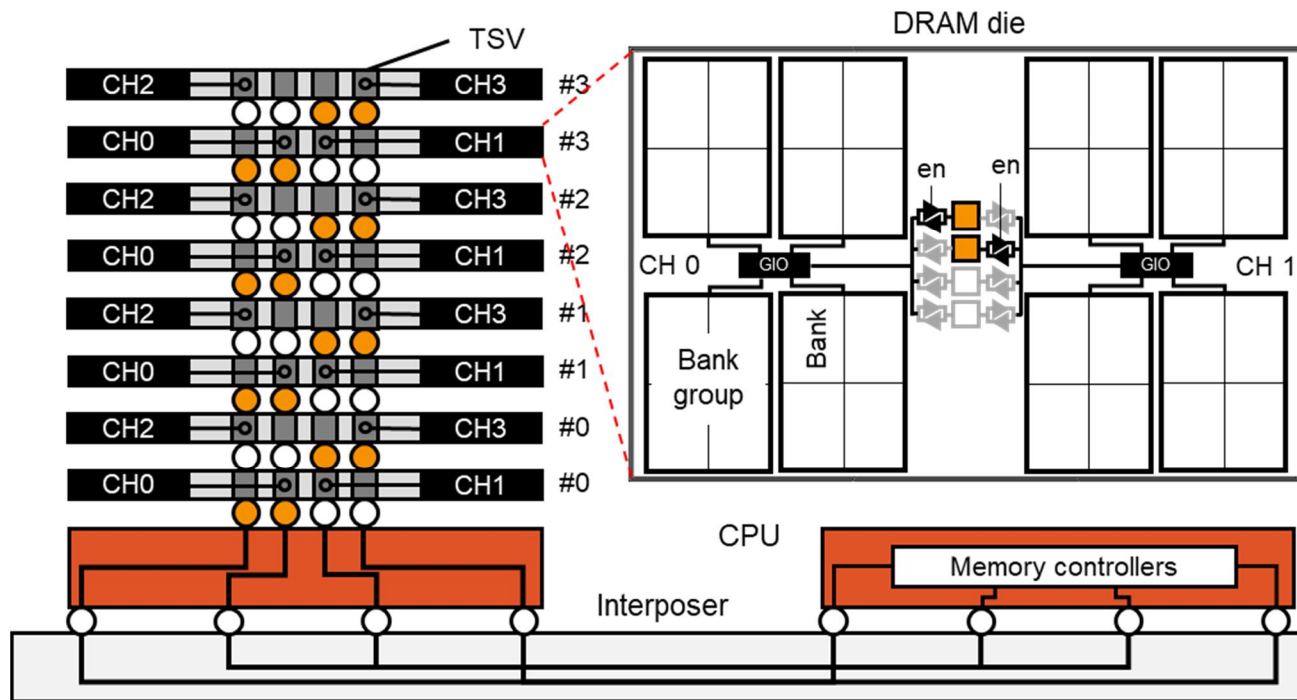 TSV
DRAM die
CH2 CH3 #3
CH0 CH1 #3
CH2 CH3 #2
CH0 CH1 #2
CH2 CH3 #1
CH0 CH1 #1
CH2 CH3 #0
CH0 CH1 #0
en en
CH 0 GIO GIO CH 1
Bank
group
Bank
CPU
Memory controllers
Interposer